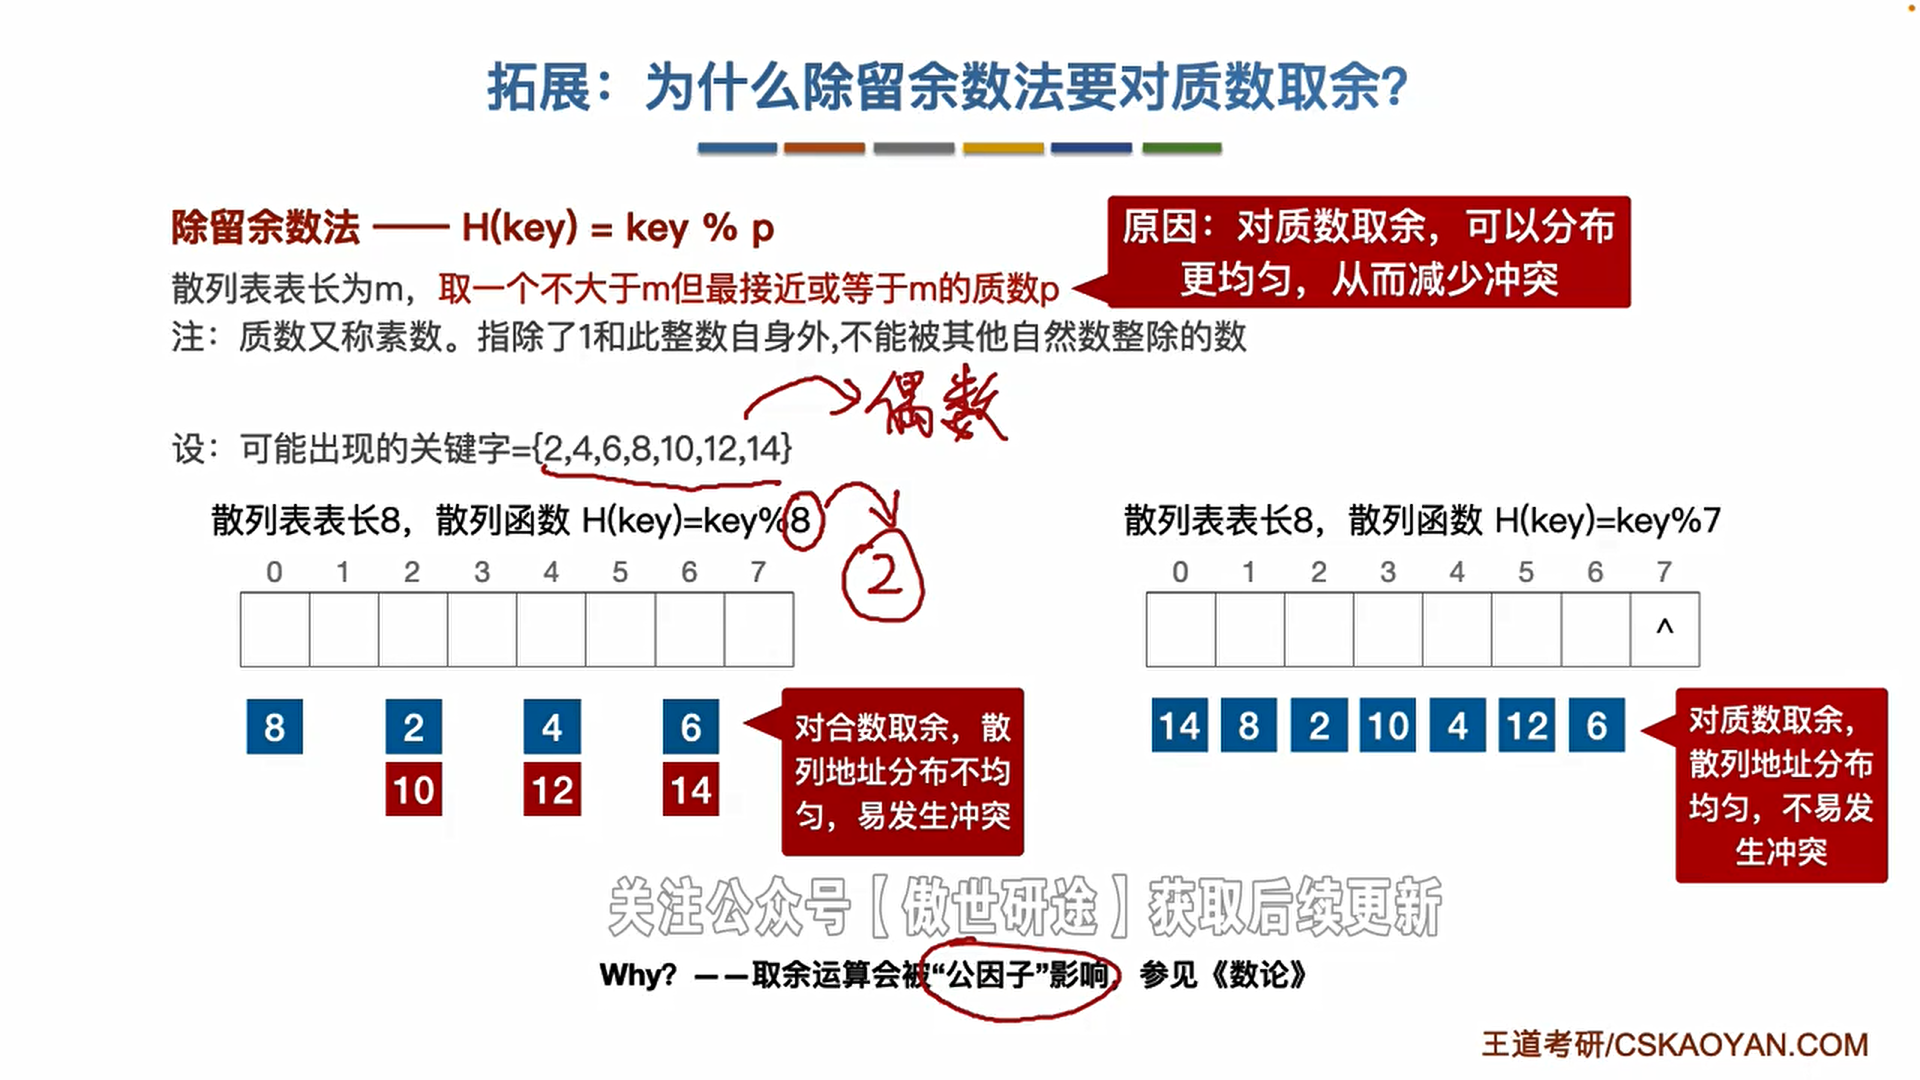 拓展：为什么除留余数法要对质数取余？
除留余数法 —— H(key) = key % p
原因：对质数取余，可以分布
更均匀，从而减少冲突
散列表表长为m，取一个不大于m但最接近或等于m的质数p
注：质数又称素数。指除了1和此整数自身外,不能被其他自然数整除的数
偶数
设：可能出现的关键字={2,4,6,8,10,12,14}
散列表表长8，散列函数 H(key)=key%8
2
0 1 2 3 4 5 6 7
8 2 4 6
10 12 14
对合数取余，散
列地址分布不均
匀，易发生冲突
散列表表长8，散列函数 H(key)=key%7
0 1 2 3 4 5 6 7
^
14 8 2 10 4 12 6
对质数取余，
散列地址分布
均匀，不易发
生冲突
关注公众号【傲世研途】获取后续更新
Why? ——取余运算会被“公因子”影响，参见《数论》
王道考研/CSKAOYAN.COM